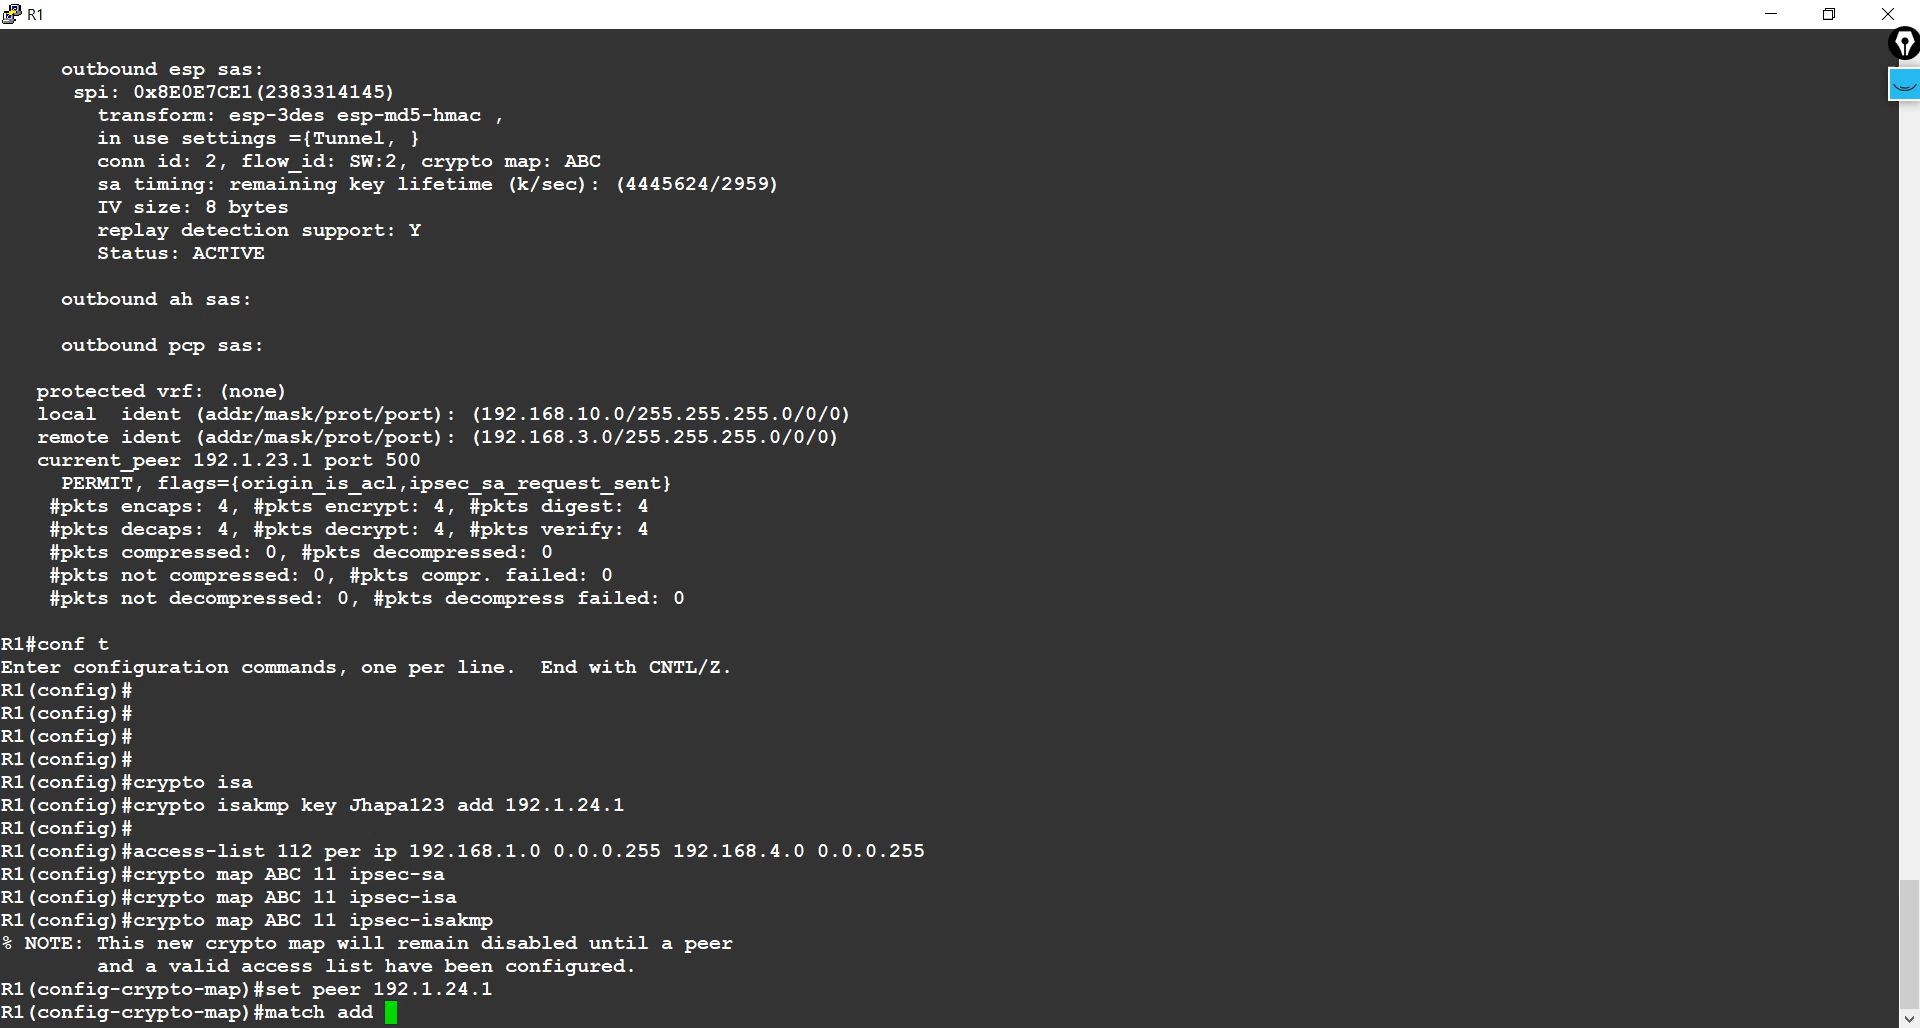 R1
outbound esp sas:
spi: 0x8E0E7CE1(2383314145)
transform: esp-3des esp-md5-hmac ,
in use settings ={Tunnel, }
conn id: 2, flow_id: SW:2, crypto map: ABC
sa timing: remaining key lifetime (k/sec): (4445624/2959)
IV size: 8 bytes
replay detection support: Y
Status: ACTIVE
outbound ah sas:
outbound pcp sas:
protected vrf: (none)
local  ident (addr/mask/prot/port): (192.168.10.0/255.255.255.0/0/0)
remote ident (addr/mask/prot/port): (192.168.3.0/255.255.255.0/0/0)
current_peer 192.1.23.1 port 500
PERMIT, flags={origin_is_acl,ipsec_sa_request_sent}
#pkts encaps: 4, #pkts encrypt: 4, #pkts digest: 4
#pkts decaps: 4, #pkts decrypt: 4, #pkts verify: 4
#pkts compressed: 0, #pkts decompressed: 0
#pkts not compressed: 0, #pkts compr. failed: 0
#pkts not decompressed: 0, #pkts decompress failed: 0
R1#conf t
Enter configuration commands, one per line.  End with CNTL/Z.
R1(config)#
R1(config)#
R1(config)#
R1(config)#
R1(config)#crypto isa
R1(config)#crypto isakmp key Jhapa123 add 192.1.24.1
R1(config)#
R1(config)#access-list 112 per ip 192.168.1.0 0.0.0.255 192.168.4.0 0.0.0.255
R1(config)#crypto map ABC 11 ipsec-sa
R1(config)#crypto map ABC 11 ipsec-isa
R1(config)#crypto map ABC 11 ipsec-isakmp
% NOTE: This new crypto map will remain disabled until a peer
and a valid access list have been configured.
R1(config-crypto-map)#set peer 192.1.24.1
R1(config-crypto-map)#match add